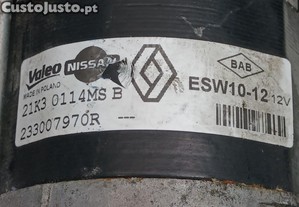 CustoJusto.pt
Valeo NISSAN
MADE IN POLAND
21K3 0114MS B
233007970R
BAB
ESW10-12 12V